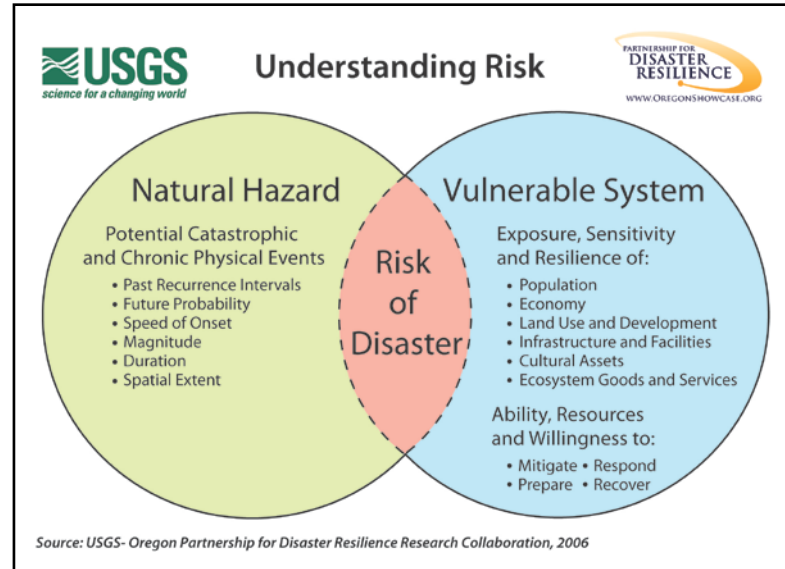 USGS
science for a changing world
Understanding Risk
PARTNERSHIP FOR
DISASTER
RESILIENCE
WWW.OREGONSHOWCASE.ORG
Natural Hazard
Potential Catastrophic
and Chronic Physical Events
• Past Recurrence Intervals
• Future Probability
• Speed of Onset
• Magnitude
• Duration
• Spatial Extent
Risk
of
Disaster
Vulnerable System
Exposure, Sensitivity
and Resilience of:
• Population
• Economy
• Land Use and Development
• Infrastructure and Facilities
• Cultural Assets
• Ecosystem Goods and Services
Ability, Resources
and Willingness to:
• Mitigate • Respond
• Prepare • Recover
Source: USGS- Oregon Partnership for Disaster Resilience Research Collaboration, 2006